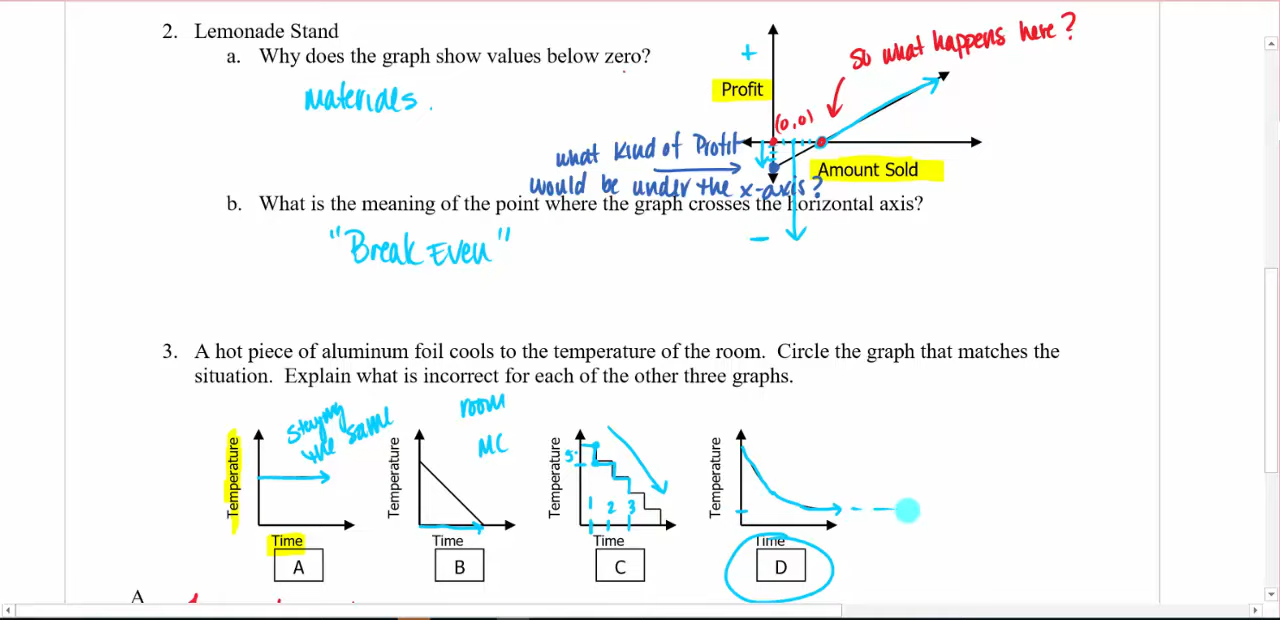 2. Lemonade Stand
a. Why does the graph show values below zero?
Materials.
+
Profit
(0,0)
So what happens here?
Amount Sold
what kind of Profit
would be under the x-axis?
-
b. What is the meaning of the point where the graph crosses the horizontal axis?
"Break Even"
3. A hot piece of aluminum foil cools to the temperature of the room. Circle the graph that matches the
situation. Explain what is incorrect for each of the other three graphs.
staying
the same
Temperature
Time
A
room
MC
Temperature
Time
B
Temperature
5°
1 2 3
Time
C
Temperature
Time
D
A